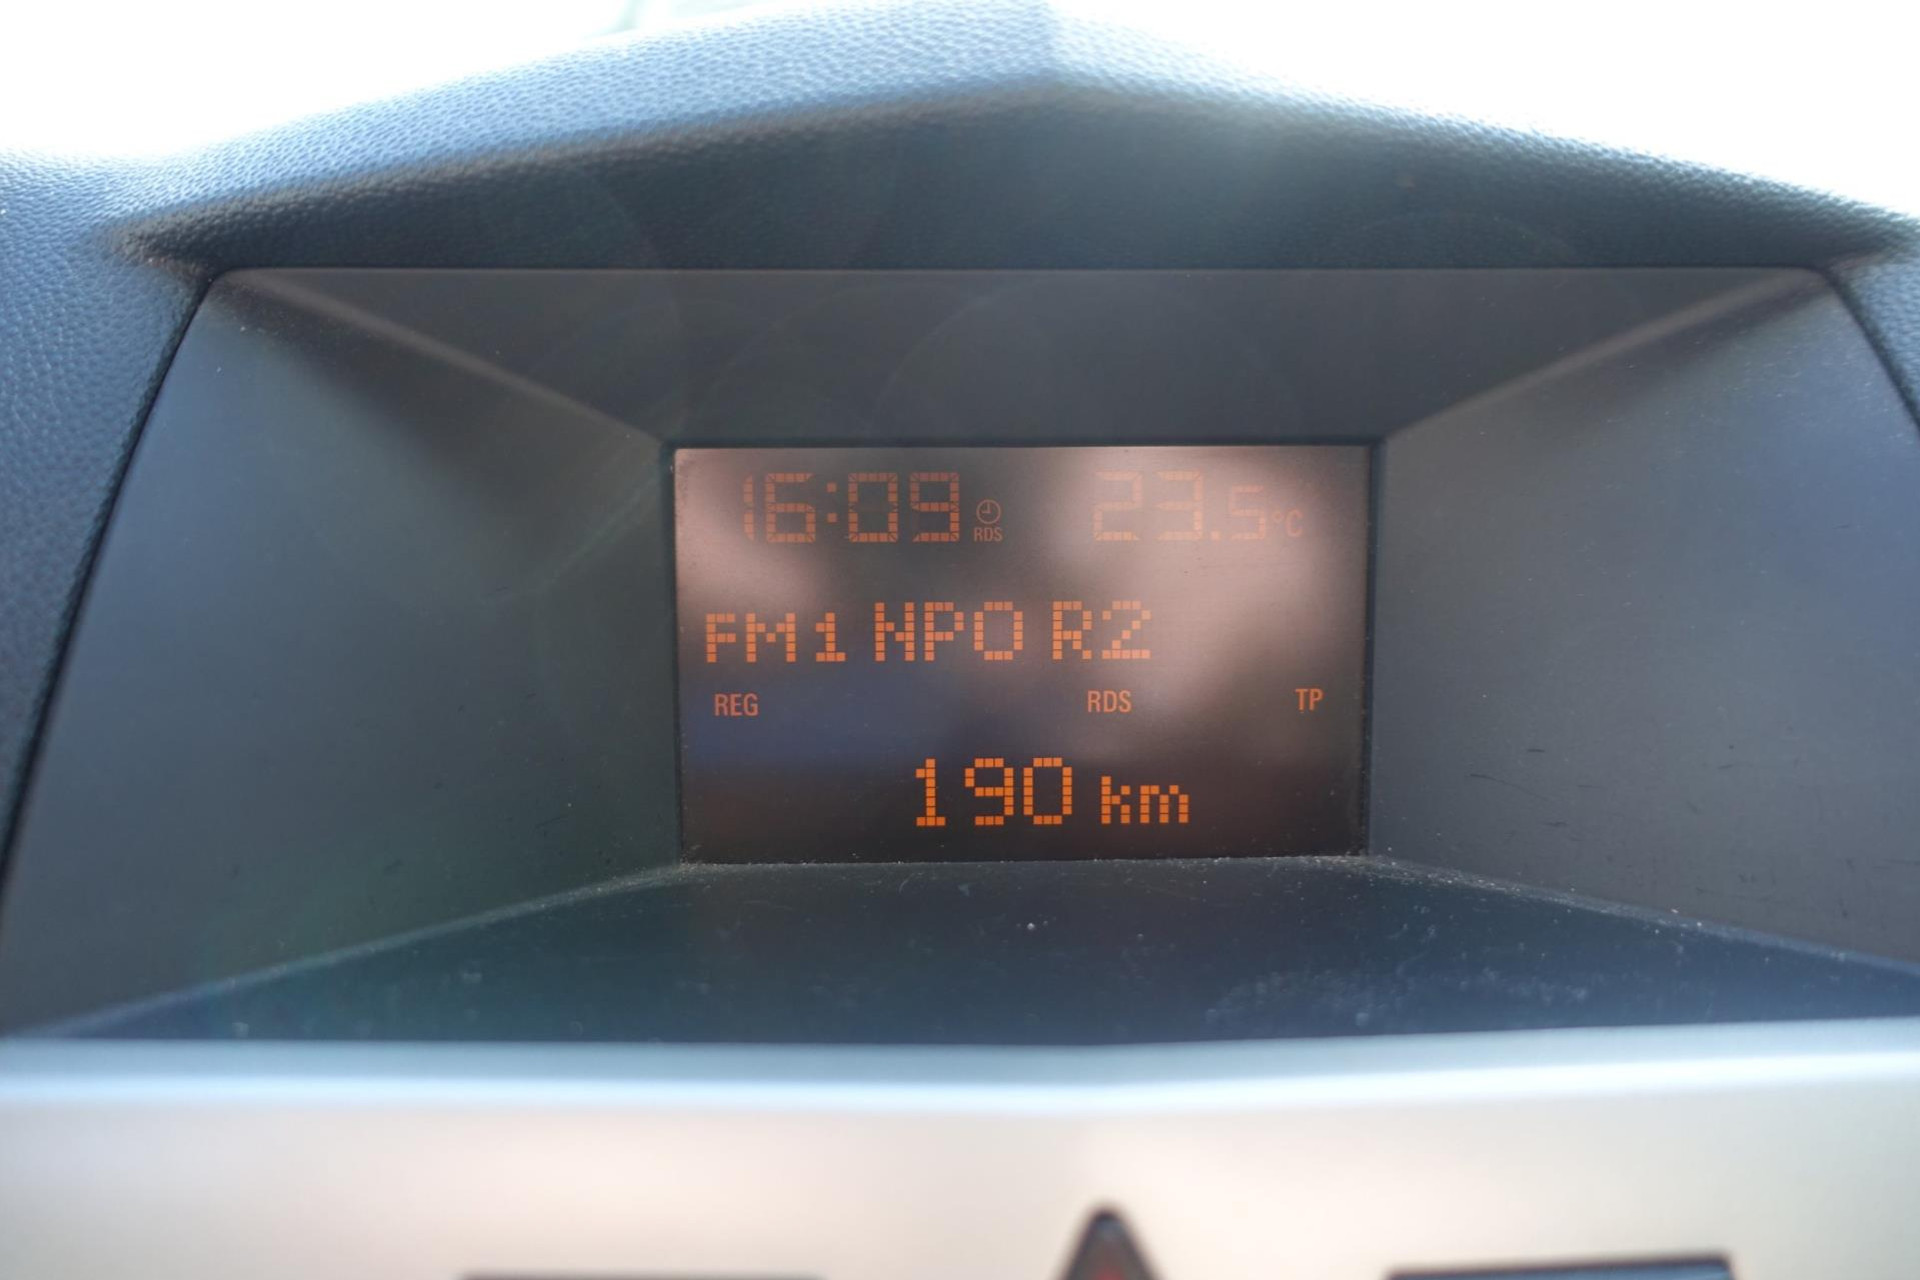 16:09 RDS 23.5 °C
FM1 NPO R2
REG RDS TP
190 km